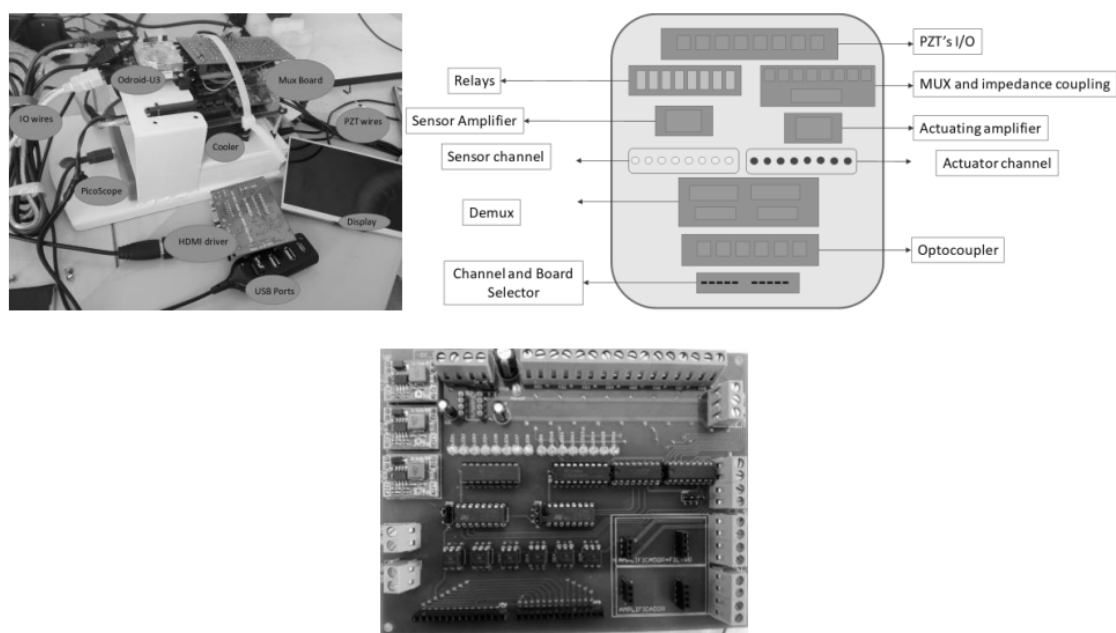 Odroid-U3
Mux Board
IO wires
PZT wires
Cooler
PicoScope
Display
HDMI driver
USB Ports
PZT's I/O
Relays
MUX and impedance coupling
Sensor Amplifier
Actuating amplifier
Sensor channel
Actuator channel
Demux
Optocoupler
Channel and Board
Selector
AMPLIFICADOR